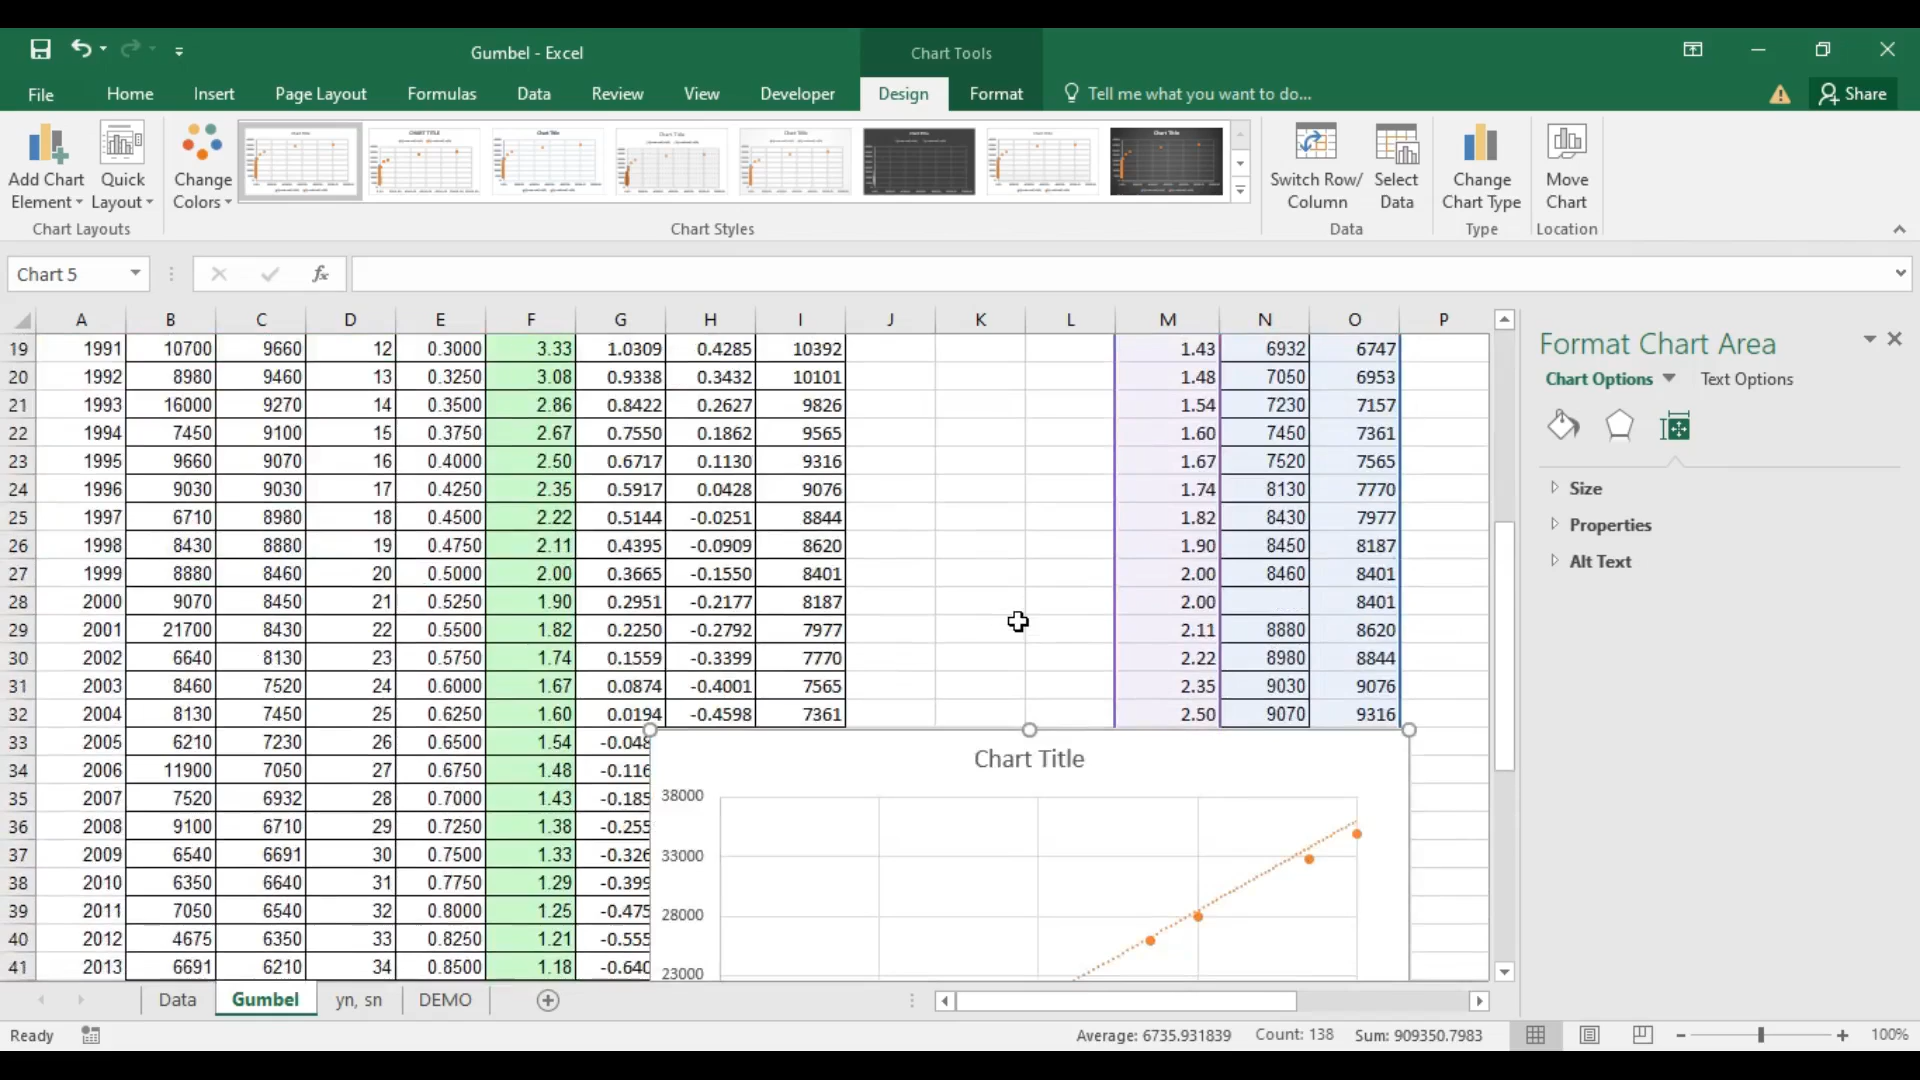 Gumbel - Excel
Chart Tools
File Home Insert Page Layout Formulas Data Review View Developer Design Format Tell me what you want to do... Share
Add Chart Element Quick Layout Change Colors Switch Row/ Column Select Data Change Chart Type Move Chart
Chart Layouts Chart Styles Data Type Location
Chart 5 fx
A B C D E F G H I J K L M N O P
19 1991 10700 9660 12 0.3000 3.33 1.0309 0.4285 10392 1.43 6932 6747
20 1992 8980 9460 13 0.3250 3.08 0.9338 0.3432 10101 1.48 7050 6953
21 1993 16000 9270 14 0.3500 2.86 0.8422 0.2627 9826 1.54 7230 7157
22 1994 7450 9100 15 0.3750 2.67 0.7550 0.1862 9565 1.60 7450 7361
23 1995 9660 9070 16 0.4000 2.50 0.6717 0.1130 9316 1.67 7520 7565
24 1996 9030 9030 17 0.4250 2.35 0.5917 0.0428 9076 1.74 8130 7770
25 1997 6710 8980 18 0.4500 2.22 0.5144 -0.0251 8844 1.82 8430 7977
26 1998 8430 8880 19 0.4750 2.11 0.4395 -0.0909 8620 1.90 8450 8187
27 1999 8880 8460 20 0.5000 2.00 0.3665 -0.1550 8401 2.00 8460 8401
28 2000 9070 8450 21 0.5250 1.90 0.2951 -0.2177 8187 2.00 8401
29 2001 21700 8430 22 0.5500 1.82 0.2250 -0.2792 7977 2.11 8880 8620
30 2002 6640 8130 23 0.5750 1.74 0.1559 -0.3399 7770 2.22 8980 8844
31 2003 8460 7520 24 0.6000 1.67 0.0874 -0.4001 7565 2.35 9030 9076
32 2004 8130 7450 25 0.6250 1.60 0.0194 -0.4598 7361 2.50 9070 9316
33 2005 6210 7230 26 0.6500 1.54 -0.048
34 2006 11900 7050 27 0.6750 1.48 -0.116
35 2007 7520 6932 28 0.7000 1.43 -0.185
36 2008 9100 6710 29 0.7250 1.38 -0.255
37 2009 6540 6691 30 0.7500 1.33 -0.326
38 2010 6350 6640 31 0.7750 1.29 -0.399
39 2011 7050 6540 32 0.8000 1.25 -0.475
40 2012 4675 6350 33 0.8250 1.21 -0.555
41 2013 6691 6210 34 0.8500 1.18 -0.640
Chart Title
38000
33000
28000
23000
Format Chart Area
Chart Options Text Options
Size
Properties
Alt Text
Data Gumbel yn, sn DEMO
Ready Average: 6735.931839 Count: 138 Sum: 909350.7983 100%